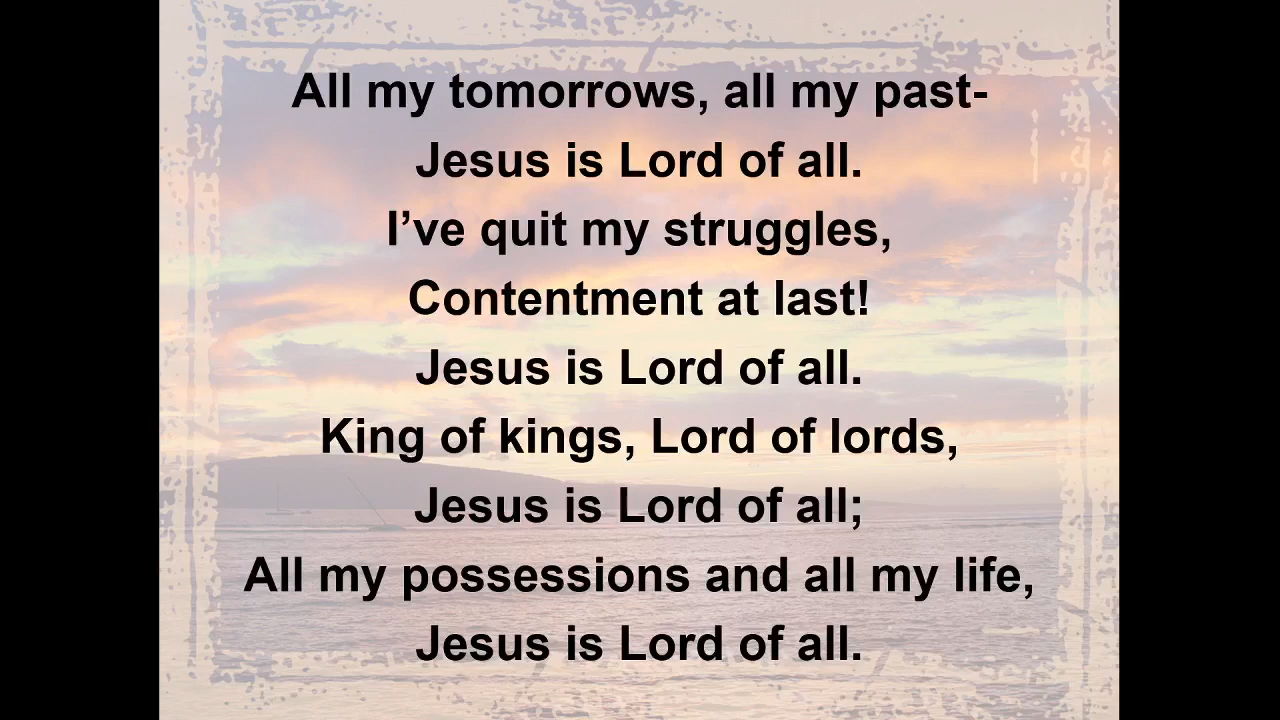 All my tomorrows, all my past-
Jesus is Lord of all.
I’ve quit my struggles,
Contentment at last!
Jesus is Lord of all.
King of kings, Lord of lords,
Jesus is Lord of all;
All my possessions and all my life,
Jesus is Lord of all.